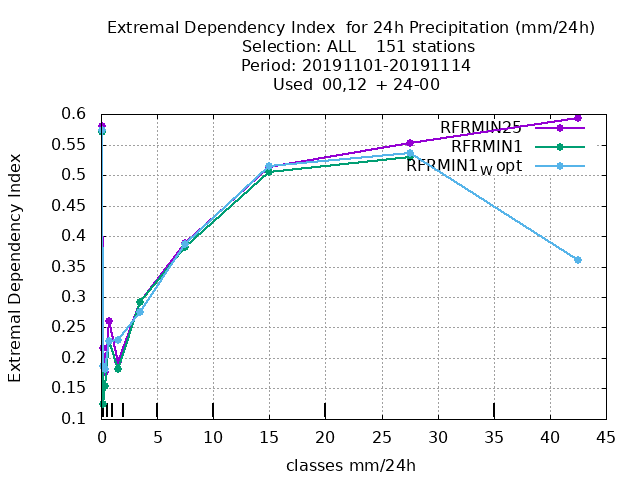 Extremal Dependency Index  for 24h Precipitation (mm/24h)
Selection: ALL    151 stations
Period: 20191101-20191114
Used  00,12  + 24-00
RFRMIN25
RFRMIN1
RFRMIN1W opt
Extremal Dependency Index
0.6
0.55
0.5
0.45
0.4
0.35
0.3
0.25
0.2
0.15
0.1
0 5 10 15 20 25 30 35 40 45
classes mm/24h